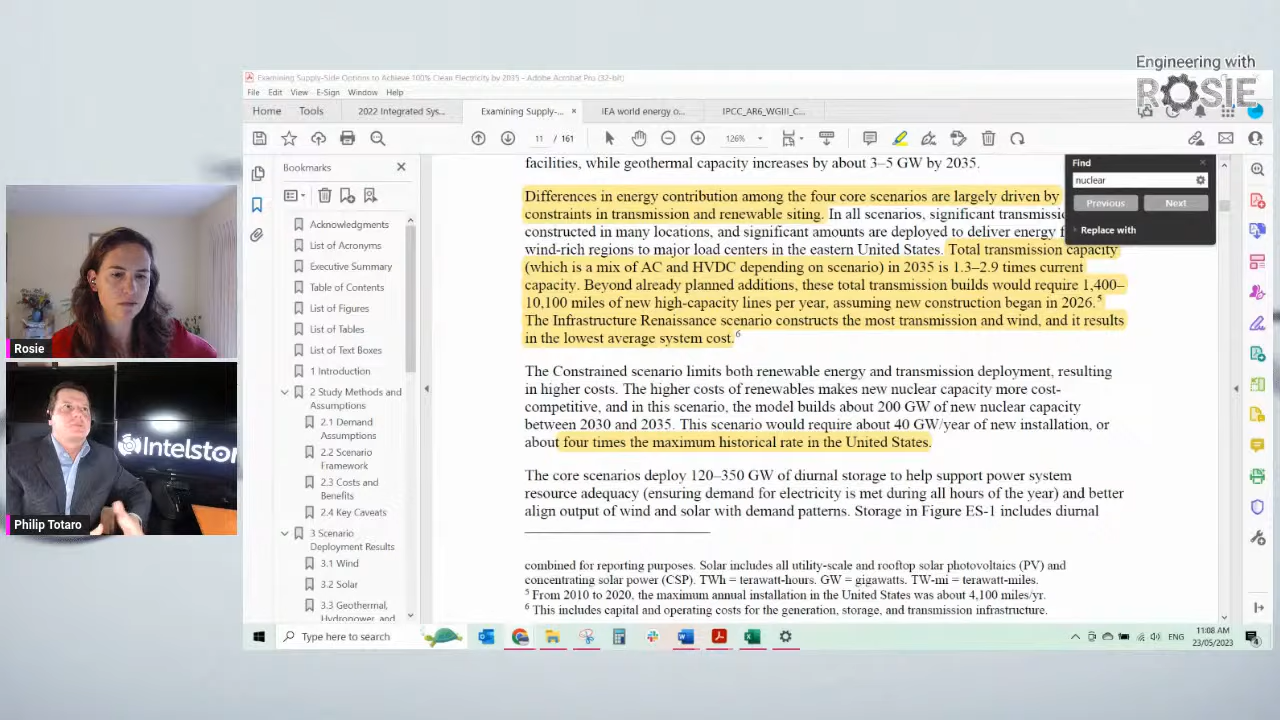 Engineering with
ROSIE
Examining Supply-Side Options to Achieve 100% Clean Electricity by 2035 - Adobe Acrobat Pro (32-bit)
File Edit View E-Sign Window Help
Home Tools 2022 Integrated Sys... Examining Supply-... × IEA world energy o... IPCC_AR6_WGIII_C...
11 / 161 126%
Bookmarks
Acknowledgments
List of Acronyms
Executive Summary
Table of Contents
List of Figures
List of Tables
List of Text Boxes
1 Introduction
2 Study Methods and
Assumptions
2.1 Demand
Assumptions
2.2 Scenario
Framework
2.3 Costs and
Benefits
2.4 Key Caveats
3 Scenario
Deployment Results
3.1 Wind
3.2 Solar
3.3 Geothermal,
Hydropower, and
facilities, while geothermal capacity increases by about 3–5 GW by 2035.
Differences in energy contribution among the four core scenarios are largely driven by
constraints in transmission and renewable siting. In all scenarios, significant
constructed in many locations, and significant amounts are deployed to deliver energy
wind-rich regions to major load centers in the eastern United States. Total transmission capacity
(which is a mix of AC and HVDC depending on scenario) in 2035 is 1.3–2.9 times current
capacity. Beyond already planned additions, these total transmission builds would require 1,400–
10,100 miles of new high-capacity lines per year, assuming new construction began in 2026.⁵
The Infrastructure Renaissance scenario constructs the most transmission and wind, and it results
in the lowest average system cost.⁶
The Constrained scenario limits both renewable energy and transmission deployment, resulting
in higher costs. The higher costs of renewables makes new nuclear capacity more cost-
competitive, and in this scenario, the model builds about 200 GW of new nuclear capacity
between 2030 and 2035. This scenario would require about 40 GW/year of new installation, or
about four times the maximum historical rate in the United States.
The core scenarios deploy 120–350 GW of diurnal storage to help support power system
resource adequacy (ensuring demand for electricity is met during all hours of the year) and better
align output of wind and solar with demand patterns. Storage in Figure ES-1 includes diurnal
combined for reporting purposes. Solar includes all utility-scale and rooftop solar photovoltaics (PV) and
concentrating solar power (CSP). TWh = terawatt-hours. GW = gigawatts. TW-mi = terawatt-miles.
⁵ From 2010 to 2020, the maximum annual installation in the United States was about 4,100 miles/yr.
⁶ This includes capital and operating costs for the generation, storage, and transmission infrastructure.
Find
nuclear
Previous Next
Replace with
Rosie
Intelstor
Philip Totaro
Type here to search
ENG
11:08 AM
23/05/2023